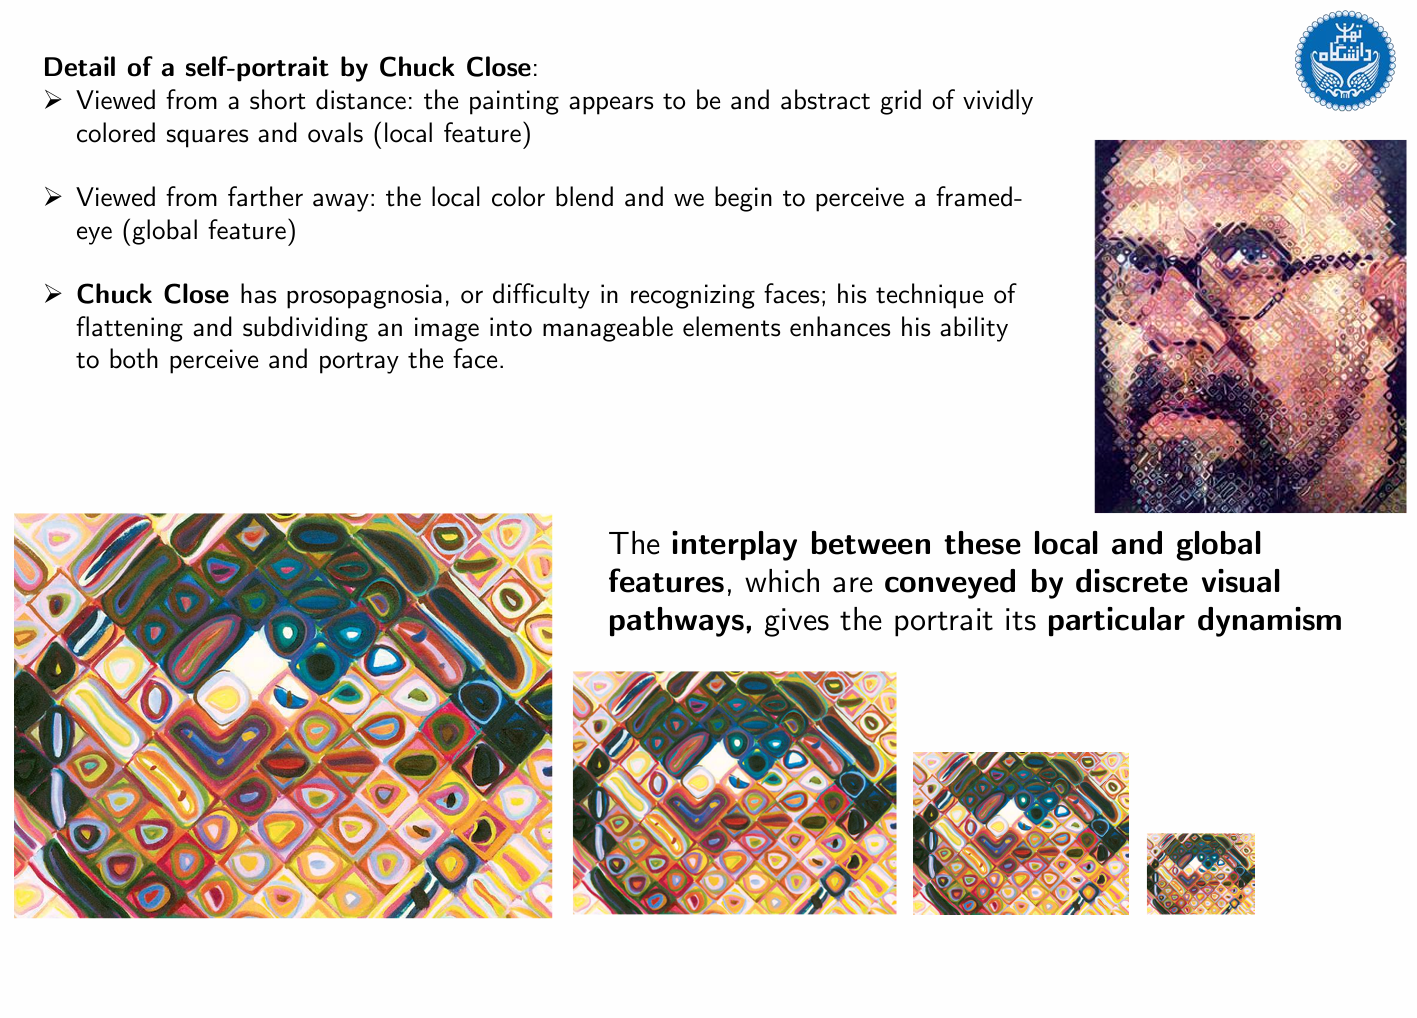 Detail of a self-portrait by Chuck Close:
➢ Viewed from a short distance: the painting appears to be and abstract grid of vividly
colored squares and ovals (local feature)
➢ Viewed from farther away: the local color blend and we begin to perceive a framed-
eye (global feature)
➢ Chuck Close has prosopagnosia, or difficulty in recognizing faces; his technique of
flattening and subdividing an image into manageable elements enhances his ability
to both perceive and portray the face.
The interplay between these local and global
features, which are conveyed by discrete visual
pathways, gives the portrait its particular dynamism
دانشگاه
تهران